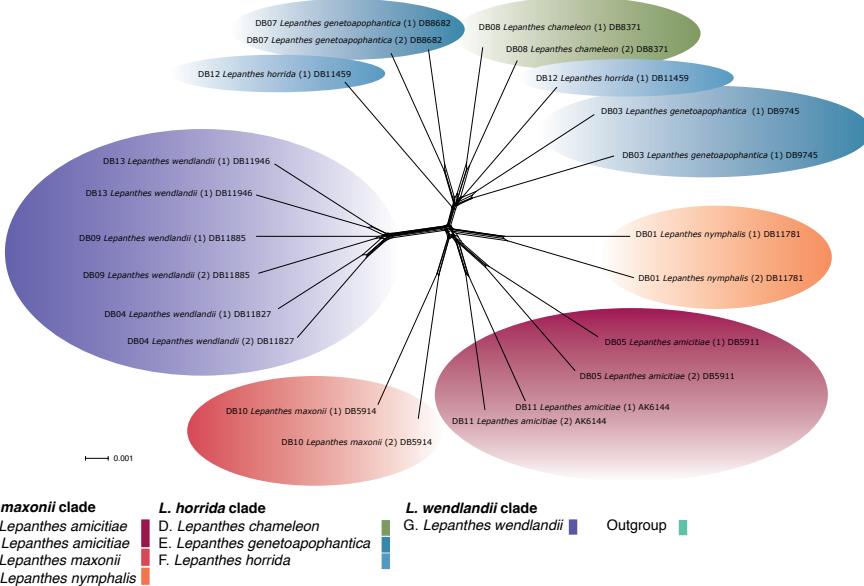 DB07 Lepanthes genetoapophantica (1) DB8682
DB07 Lepanthes genetoapophantica (2) DB8682
DB08 Lepanthes chameleon (1) DB8371
DB08 Lepanthes chameleon (2) DB8371
DB12 Lepanthes horrida (1) DB11459
DB12 Lepanthes horrida (1) DB11459
DB03 Lepanthes genetoapophantica (1) DB9745
DB03 Lepanthes genetoapophantica (1) DB9745
DB13 Lepanthes wendlandii (1) DB11946
DB13 Lepanthes wendlandii (1) DB11946
DB09 Lepanthes wendlandii (1) DB11885
DB09 Lepanthes wendlandii (2) DB11885
DB04 Lepanthes wendlandii (1) DB11827
DB04 Lepanthes wendlandii (2) DB11827
DB01 Lepanthes nymphalis (1) DB11781
DB01 Lepanthes nymphalis (2) DB11781
DB05 Lepanthes amicitiae (1) DB5911
DB05 Lepanthes amicitiae (2) DB5911
DB11 Lepanthes amicitiae (1) AK6144
DB11 Lepanthes amicitiae (2) AK6144
DB10 Lepanthes maxonii (1) DB5914
DB10 Lepanthes maxonii (2) DB5914
0.001
maxonii clade
Lepanthes amicitiae
Lepanthes amicitiae
Lepanthes maxonii
Lepanthes nymphalis
L. horrida clade
D. Lepanthes chameleon
E. Lepanthes genetoapophantica
F. Lepanthes horrida
L. wendlandii clade
G. Lepanthes wendlandii
Outgroup